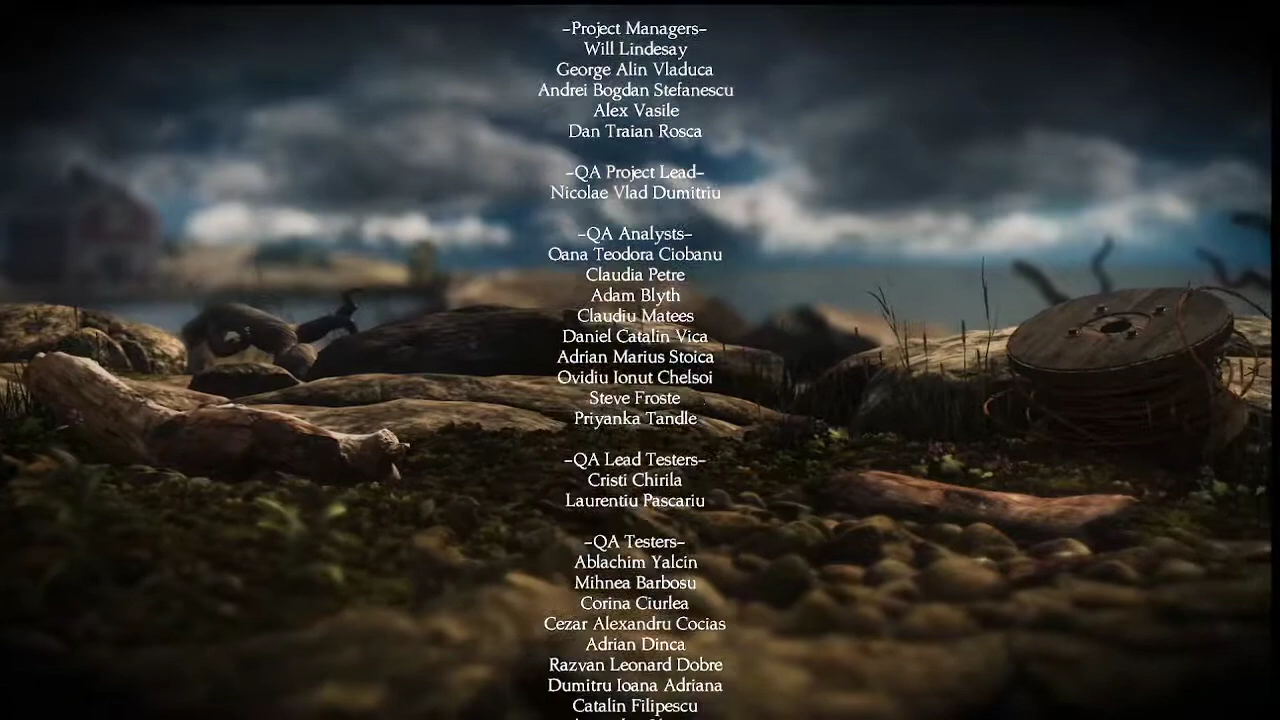 -Project Managers-
Will Lindesay
George Alin Vladuca
Andrei Bogdan Stefanescu
Alex Vasile
Dan Traian Rosca
-QA Project Lead-
Nicolae Vlad Dumitriu
-QA Analysts-
Oana Teodora Ciobanu
Claudia Petre
Adam Blyth
Claudiu Matees
Daniel Catalin Vica
Adrian Marius Stoica
Ovidiu Ionut Chelsoi
Steve Froste
Priyanka Tandle
-QA Lead Testers-
Cristi Chirila
Laurentiu Pascariu
-QA Testers-
Ablachim Yalcin
Mihnea Barbosu
Corina Ciurlea
Cezar Alexandru Cocias
Adrian Dinca
Razvan Leonard Dobre
Dumitru Ioana Adriana
Catalin Filipescu